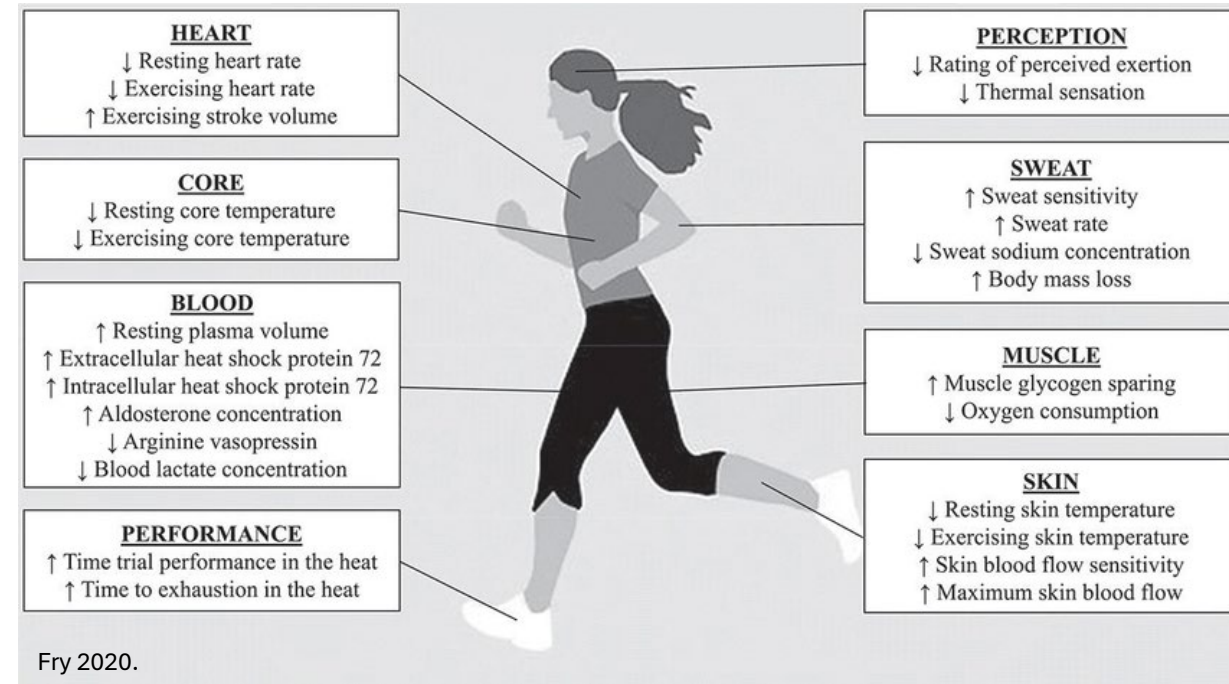 HEART
↓ Resting heart rate
↓ Exercising heart rate
↑ Exercising stroke volume
CORE
↓ Resting core temperature
↓ Exercising core temperature
BLOOD
↑ Resting plasma volume
↑ Extracellular heat shock protein 72
↑ Intracellular heat shock protein 72
↑ Aldosterone concentration
↓ Arginine vasopressin
↓ Blood lactate concentration
PERFORMANCE
↑ Time trial performance in the heat
↑ Time to exhaustion in the heat
PERCEPTION
↓ Rating of perceived exertion
↓ Thermal sensation
SWEAT
↑ Sweat sensitivity
↑ Sweat rate
↓ Sweat sodium concentration
↑ Body mass loss
MUSCLE
↑ Muscle glycogen sparing
↓ Oxygen consumption
SKIN
↓ Resting skin temperature
↓ Exercising skin temperature
↑ Skin blood flow sensitivity
↑ Maximum skin blood flow
Fry 2020.